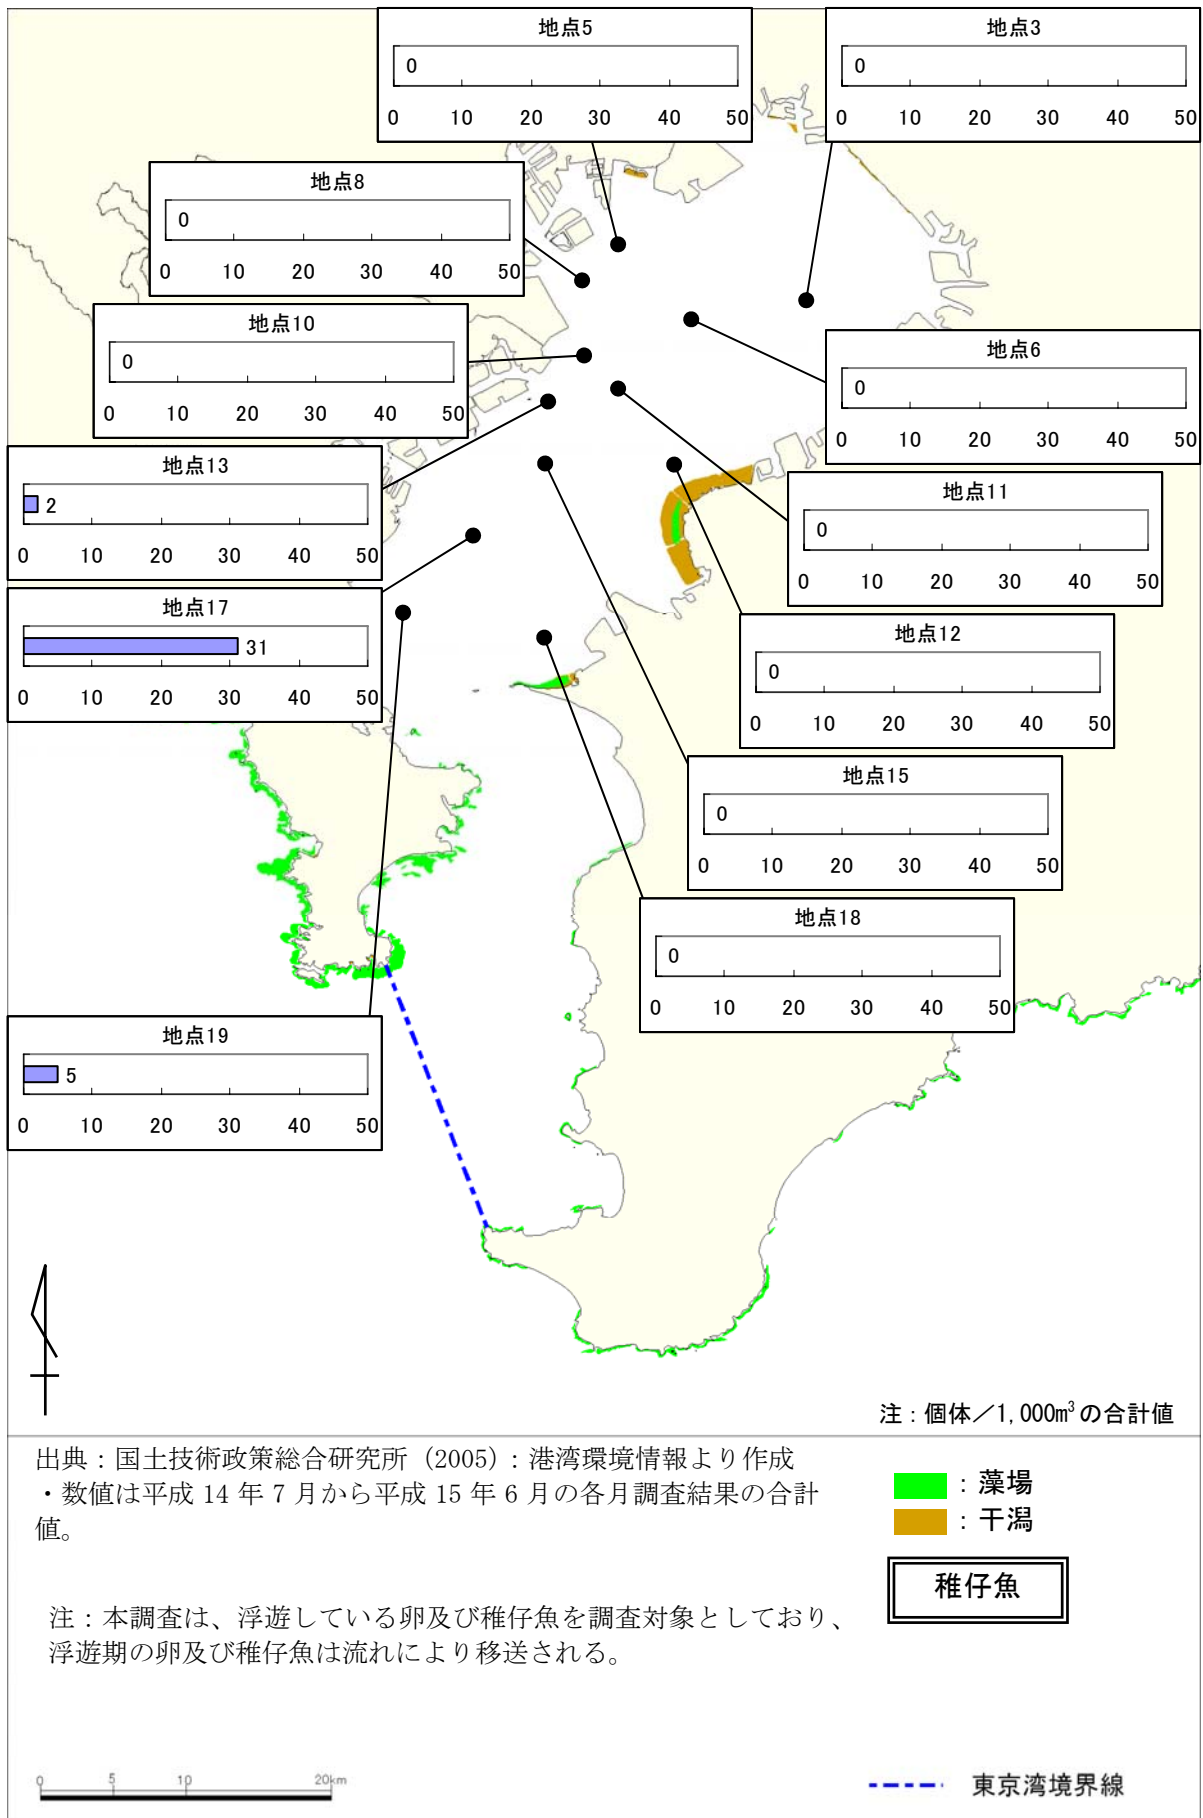 地点5
0
0 10 20 30 40 50
地点3
0
0 10 20 30 40 50
地点8
0
0 10 20 30 40 50
地点10
0
0 10 20 30 40 50
地点6
0
0 10 20 30 40 50
地点13
2
0 10 20 30 40 50
地点11
0
0 10 20 30 40 50
地点17
31
0 10 20 30 40 50
地点12
0
0 10 20 30 40 50
地点15
0
0 10 20 30 40 50
地点18
0
0 10 20 30 40 50
地点19
5
0 10 20 30 40 50
注：個体／1,000m³の合計値
出典：国土技術政策総合研究所（2005）：港湾環境情報より作成
・数値は平成 14 年 7 月から平成 15 年 6 月の各月調査結果の合計
値。
：藻場
：干潟
稚仔魚
注：本調査は、浮遊している卵及び稚仔魚を調査対象としており、
浮遊期の卵及び稚仔魚は流れにより移送される。
0 5 10 20km
東京湾境界線